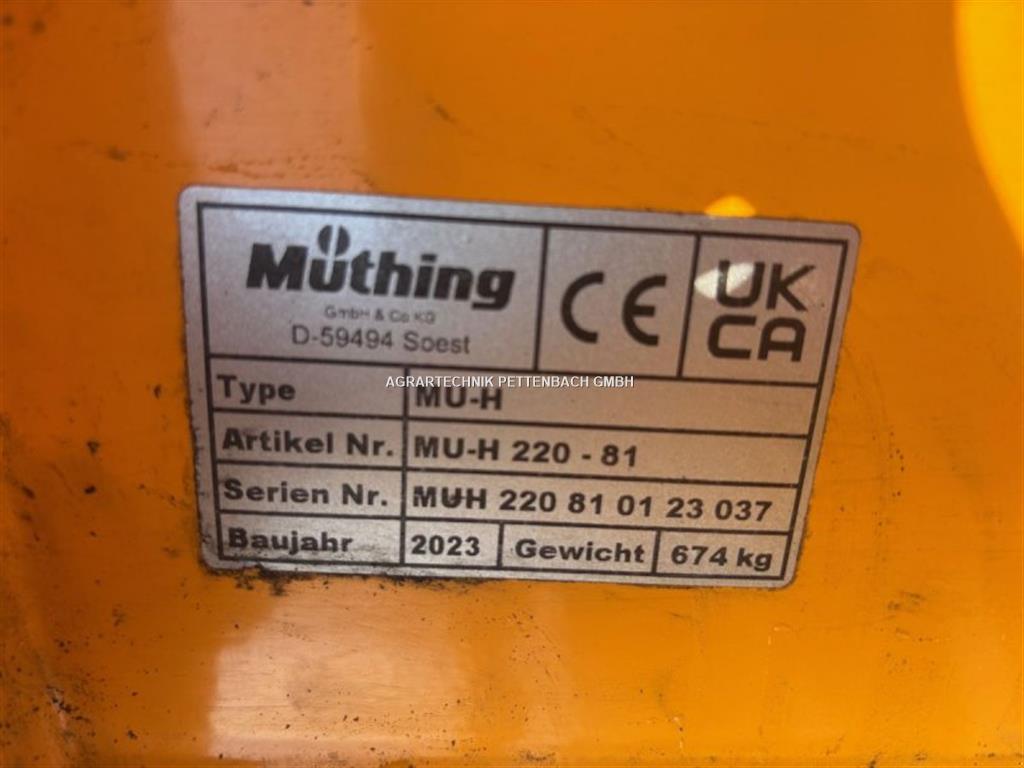 Müthing
GmbH & Co KG
D-59494 Soest
CE
UK
CA
AGRARTECHNIK PETTENBACH GMBH
Type MU-H
Artikel Nr. MU-H 220 - 81
Serien Nr. MUH 220 81 01 23 037
Baujahr 2023 Gewicht 674 kg